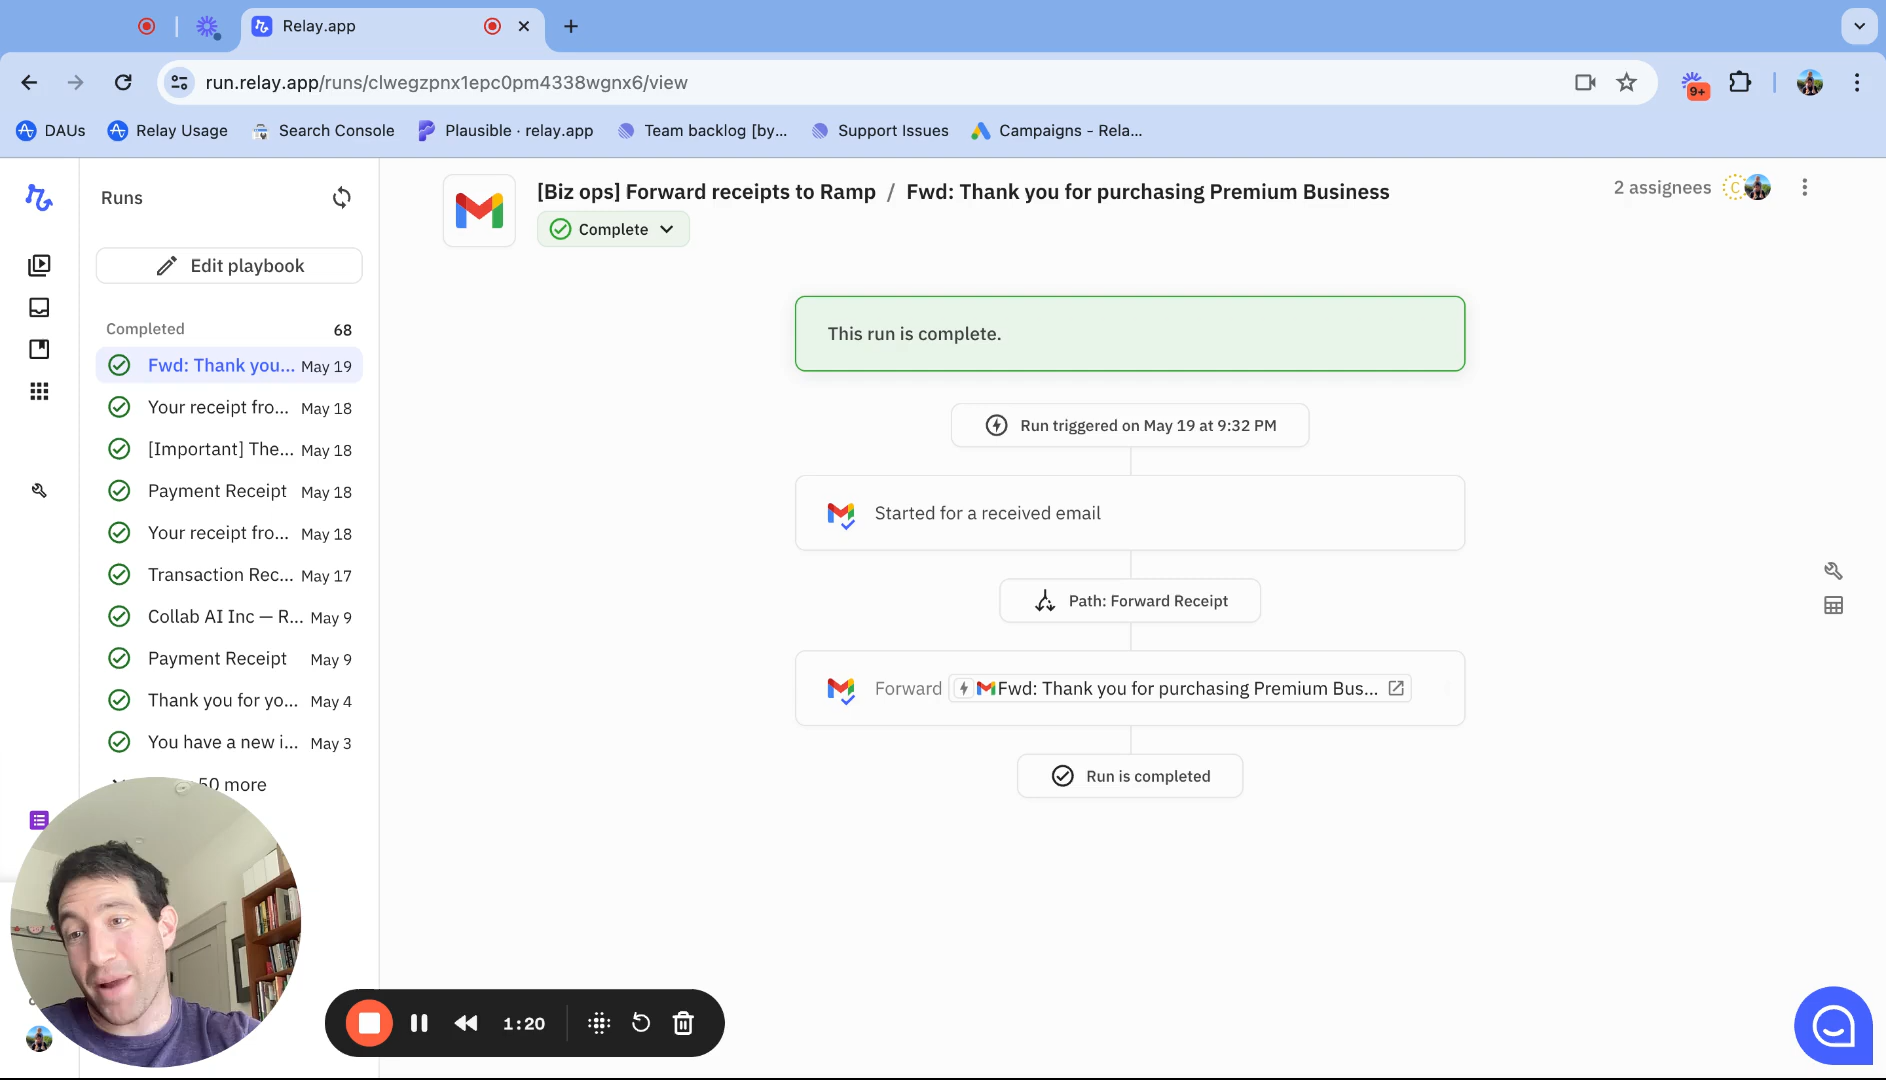 Relay.app
run.relay.app/runs/clwegzpnx1epc0pm4338wgnx6/view
9+
DAUs
Relay Usage
Search Console
Plausible · relay.app
Team backlog [by...
Support Issues
Campaigns - Rela...
Runs
Edit playbook
Completed 68
Fwd: Thank you... May 19
Your receipt fro... May 18
[Important] The... May 18
Payment Receipt May 18
Your receipt fro... May 18
Transaction Rec... May 17
Collab AI Inc — R... May 9
Payment Receipt May 9
Thank you for yo... May 4
You have a new i... May 3
50 more
[Biz ops] Forward receipts to Ramp / Fwd: Thank you for purchasing Premium Business
Complete
2 assignees
C
This run is complete.
Run triggered on May 19 at 9:32 PM
Started for a received email
Path: Forward Receipt
Forward Fwd: Thank you for purchasing Premium Bus...
Run is completed
1:20